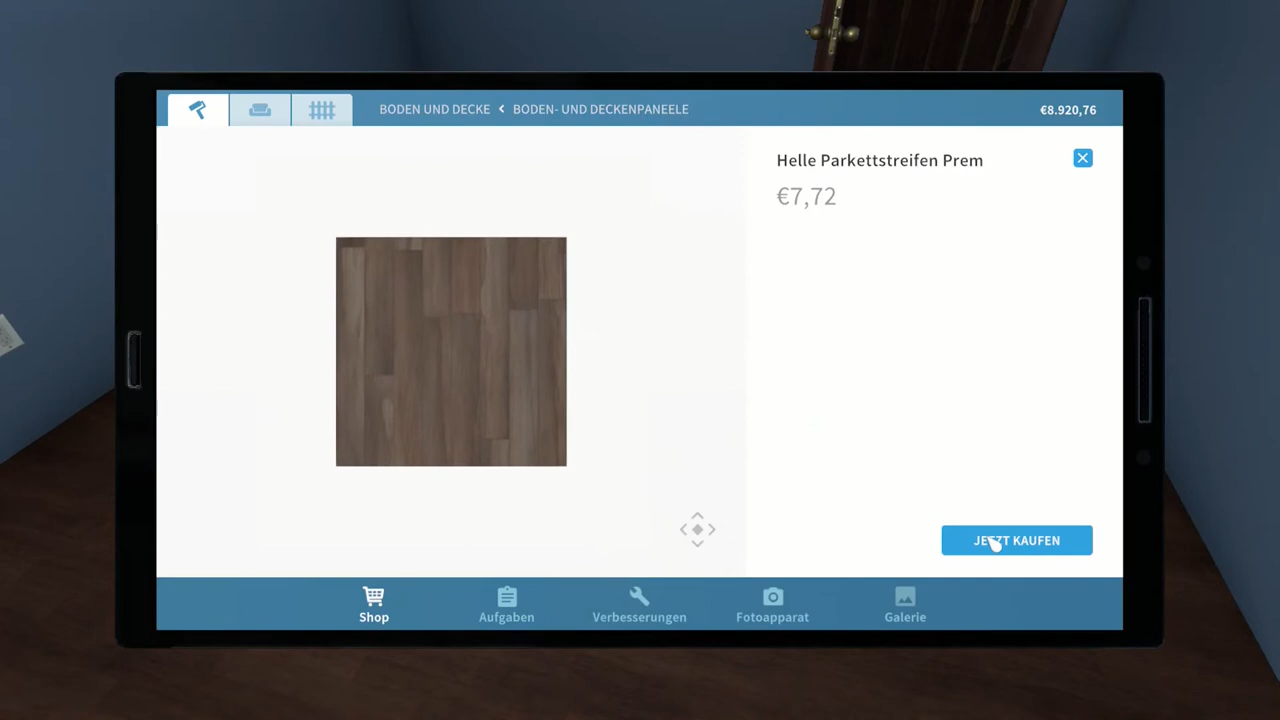 BODEN UND DECKE < BODEN- UND DECKENPANEELE
€8.920,76
Helle Parkettstreifen Prem
€7,72
JETZT KAUFEN
Shop
Aufgaben
Verbesserungen
Fotoapparat
Galerie